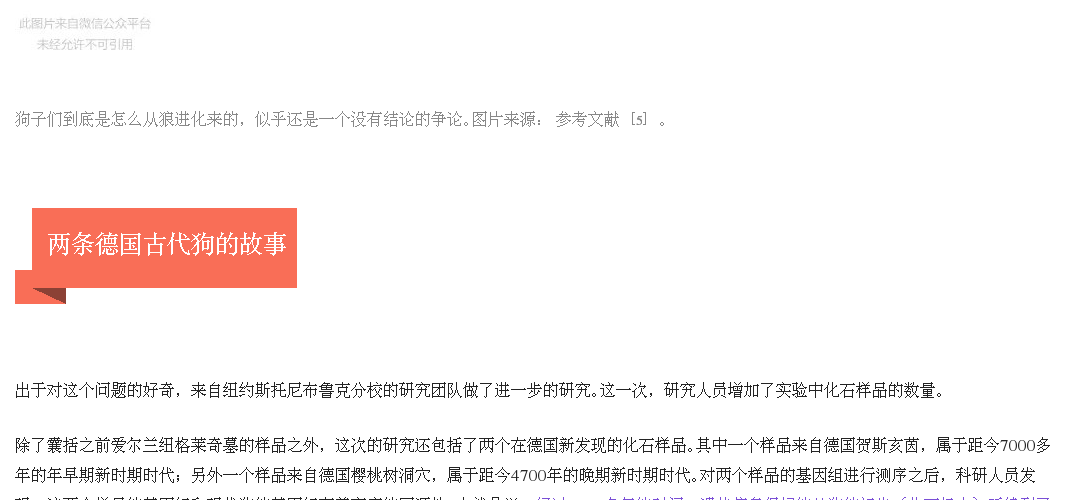 此图片来自微信公众平台
未经允许不可引用
狗子们到底是怎么从狼进化来的，似乎还是一个没有结论的争论。图片来源： 参考文献［5］。
两条德国古代狗的故事
出于对这个问题的好奇，来自纽约斯托尼布鲁克分校的研究团队做了进一步的研究。这一次，研究人员增加了实验中化石样品的数量。
除了囊括之前爱尔兰纽格莱奇墓的样品之外，这次的研究还包括了两个在德国新发现的化石样品。其中一个样品来自德国贺斯亥茵，属于距今7000多
年的年早期新时期时代；另外一个样品来自德国樱桃树洞穴，属于距今4700年的晚期新时期时代。对两个样品的基因组进行测序之后，科研人员发